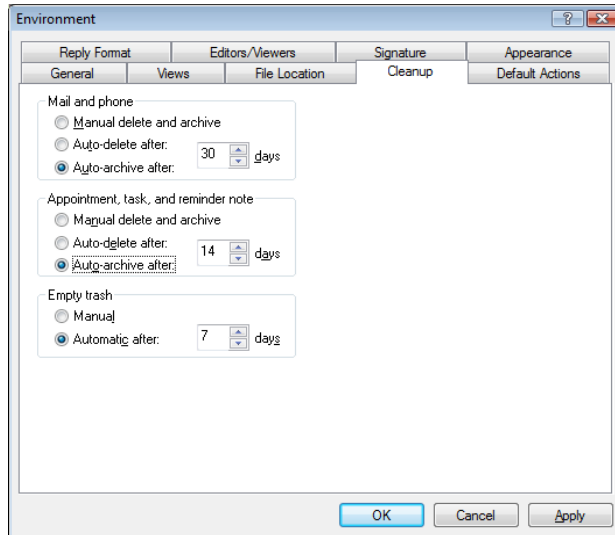 Environment
Reply Format Editors/Viewers Signature Appearance
General Views File Location Cleanup Default Actions
Mail and phone
Manual delete and archive
Auto-delete after:
30 days
Auto-archive after:
Appointment, task, and reminder note
Manual delete and archive
Auto-delete after:
14 days
Auto-archive after:
Empty trash
Manual
Automatic after: 7 days
OK Cancel Apply